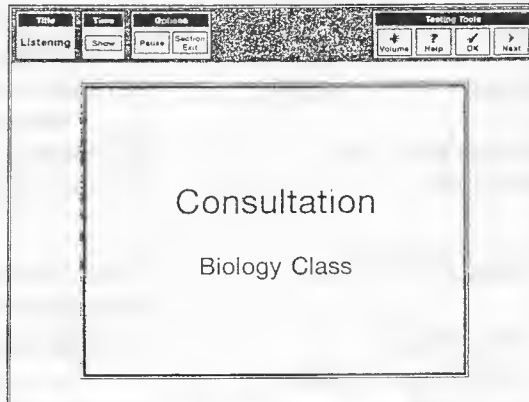 Title
Time
Options
Testing Tools
Listening
Show
Pause
Section
Exit
Volume
?
Help
OK
Next
Consultation
Biology Class